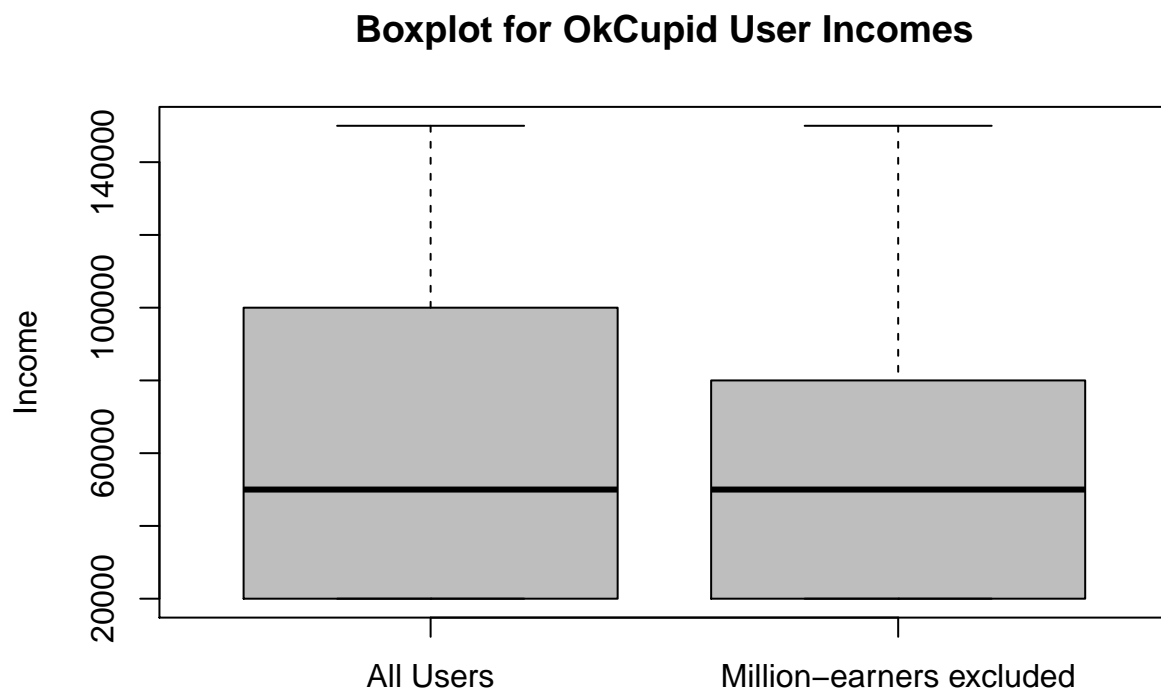 Boxplot for OkCupid User Incomes
Income
140000
100000
60000
20000
All Users
Million−earners excluded